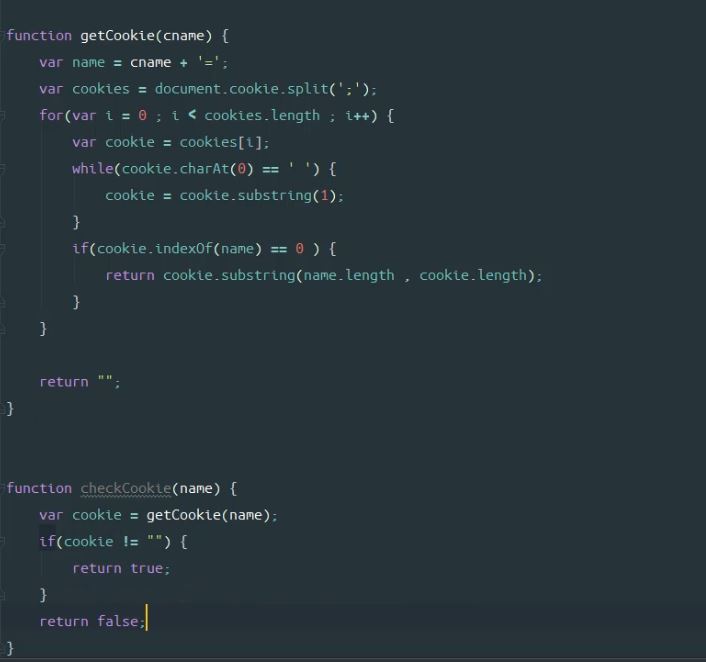 function getCookie(cname) {
    var name = cname + '=';
    var cookies = document.cookie.split(';');
    for(var i = 0 ; i < cookies.length ; i++) {
        var cookie = cookies[i];
        while(cookie.charAt(0) == ' ') {
            cookie = cookie.substring(1);
        }
        if(cookie.indexOf(name) == 0 ) {
            return cookie.substring(name.length , cookie.length);
        }
    }
    return "";
}
function checkCookie(name) {
    var cookie = getCookie(name);
    if(cookie != "") {
        return true;
    }
    return false;
}